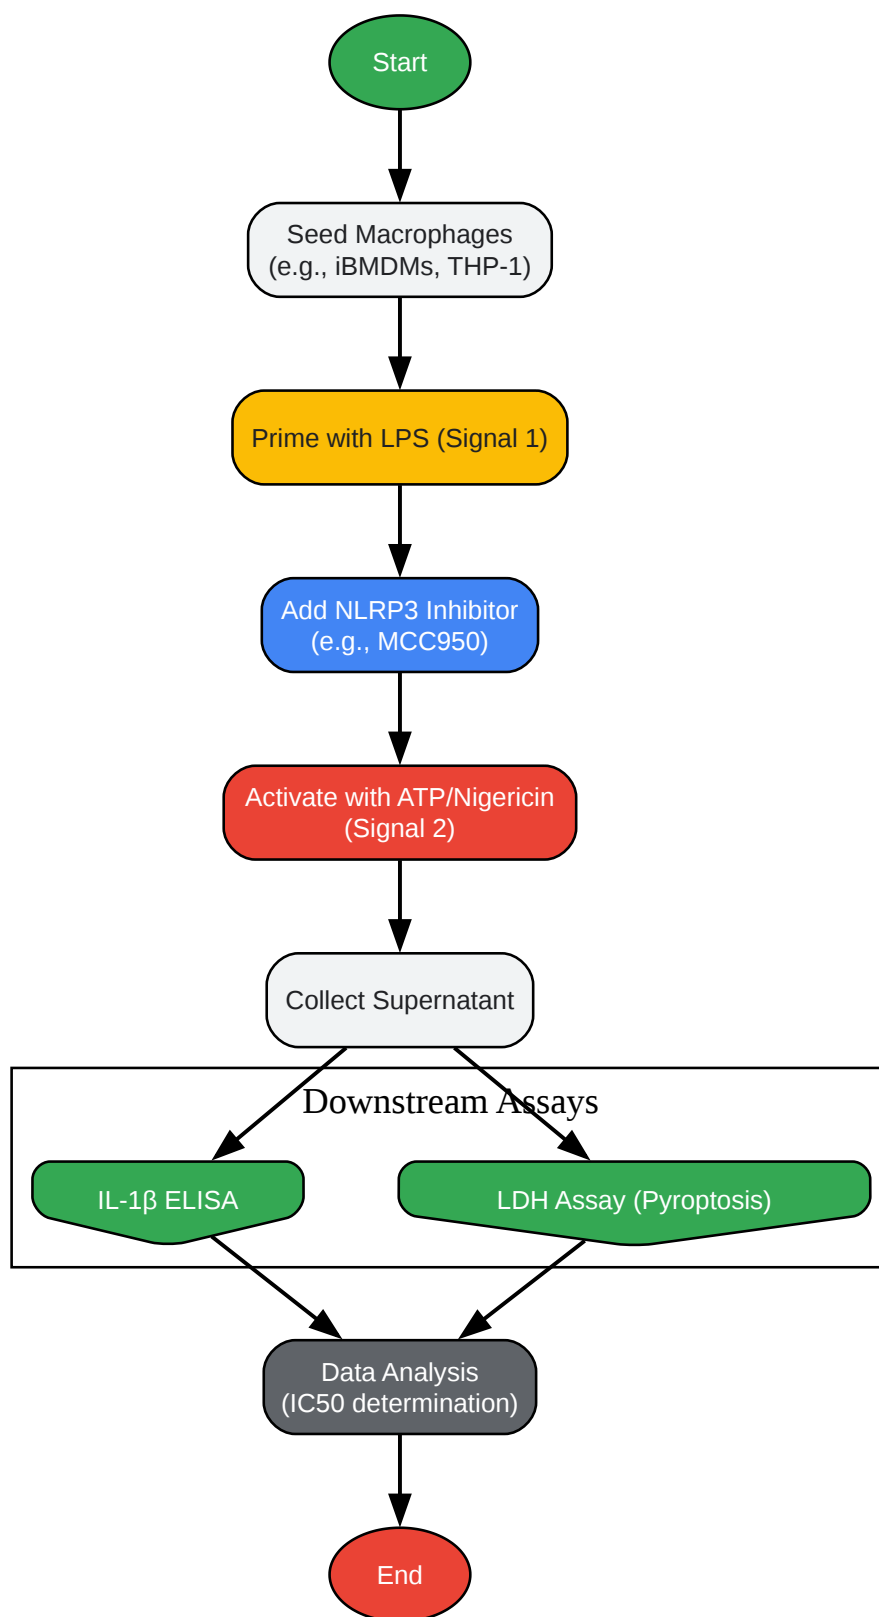 Start
Seed Macrophages
(e.g., iBMDMs, THP-1)
Prime with LPS (Signal 1)
Add NLRP3 Inhibitor
(e.g., MCC950)
Activate with ATP/Nigericin
(Signal 2)
Collect Supernatant
Downstream Assays
IL-1β ELISA
LDH Assay (Pyroptosis)
Data Analysis
(IC50 determination)
End